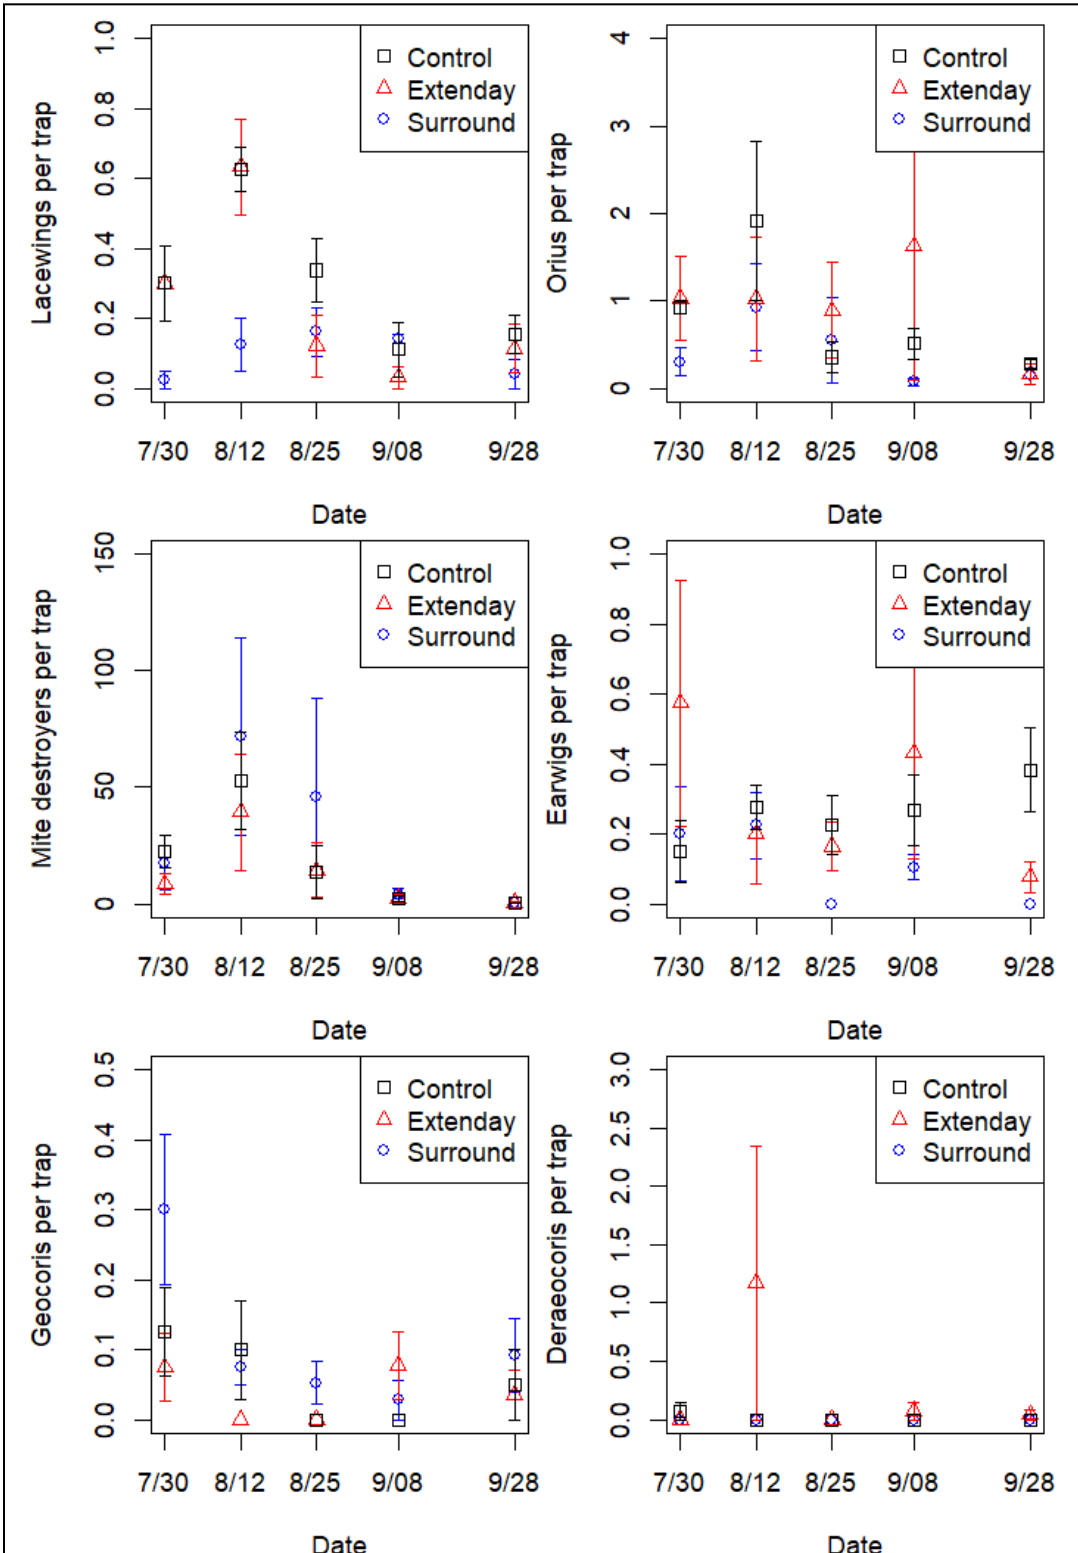 Lacewings per trap
0.0 0.2 0.4 0.6 0.8 1.0
Control
Extenday
Surround
7/30 8/12 8/25 9/08 9/28
Date
Orius per trap
0 1 2 3 4
Control
Extenday
Surround
7/30 8/12 8/25 9/08 9/28
Date
Mite destroyers per trap
0 50 100 150
Control
Extenday
Surround
7/30 8/12 8/25 9/08 9/28
Date
Earwigs per trap
0.0 0.2 0.4 0.6 0.8 1.0
Control
Extenday
Surround
7/30 8/12 8/25 9/08 9/28
Date
Geocoris per trap
0.0 0.1 0.2 0.3 0.4 0.5
Control
Extenday
Surround
7/30 8/12 8/25 9/08 9/28
Date
Deraeocoris per trap
0.0 0.5 1.0 1.5 2.0 2.5 3.0
Control
Extenday
Surround
7/30 8/12 8/25 9/08 9/28
Date